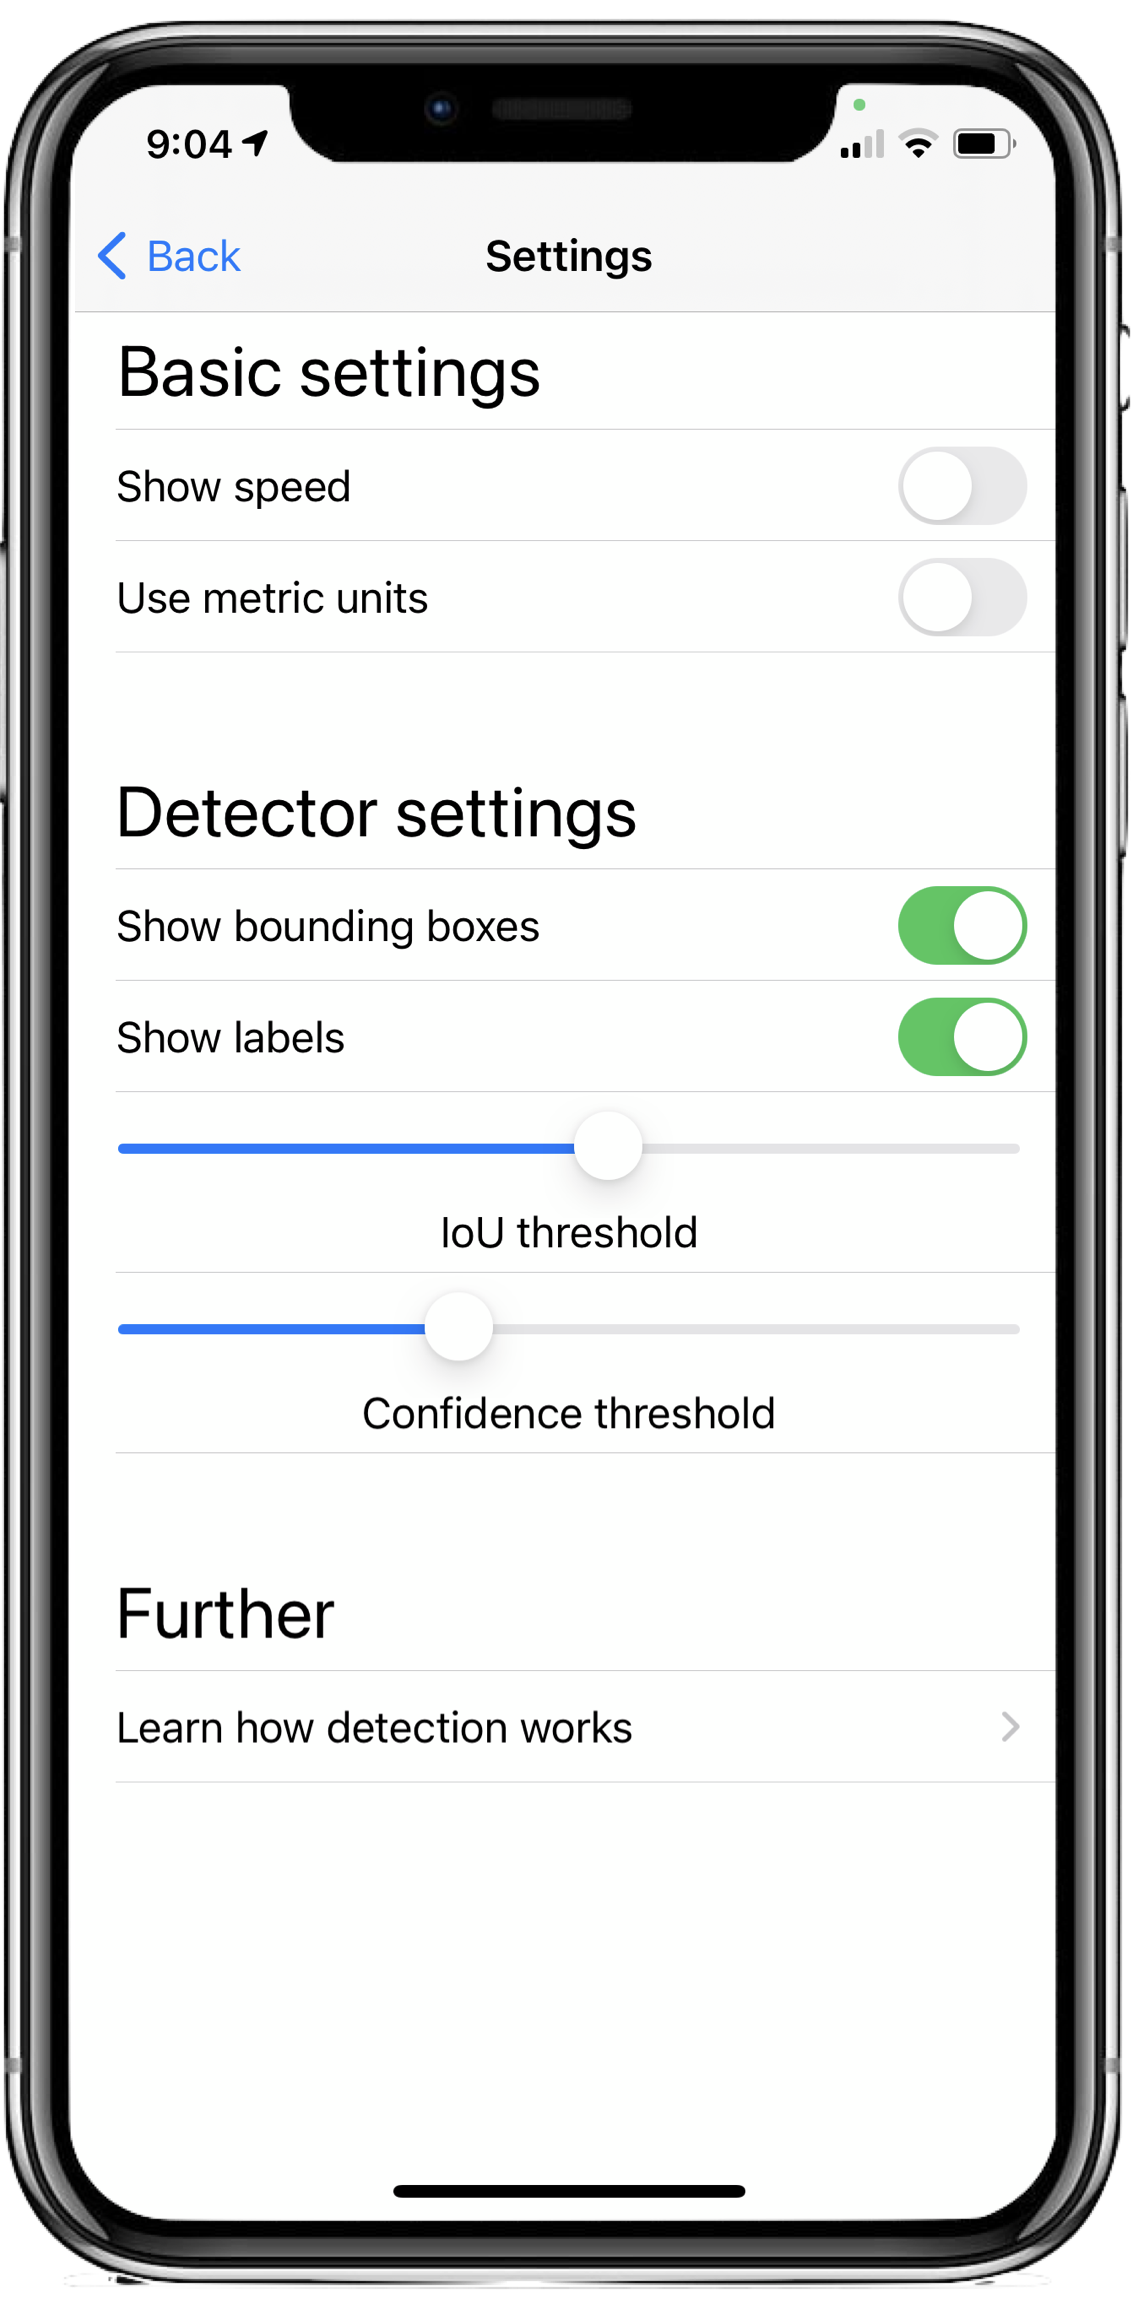 9:04
Back
Settings
Basic settings
Show speed
Use metric units
Detector settings
Show bounding boxes
Show labels
IoU threshold
Confidence threshold
Further
Learn how detection works